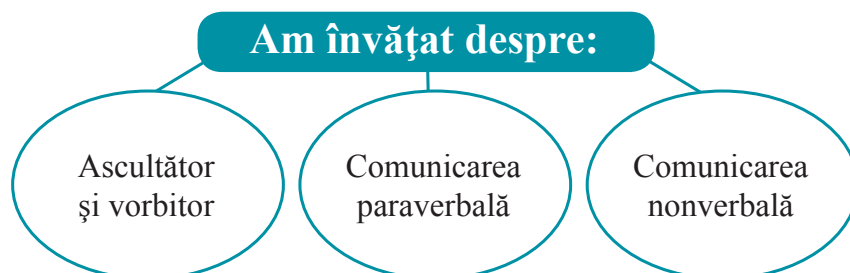 Am învăţat despre:
Ascultător
şi vorbitor
Comunicarea
paraverbală
Comunicarea
nonverbală